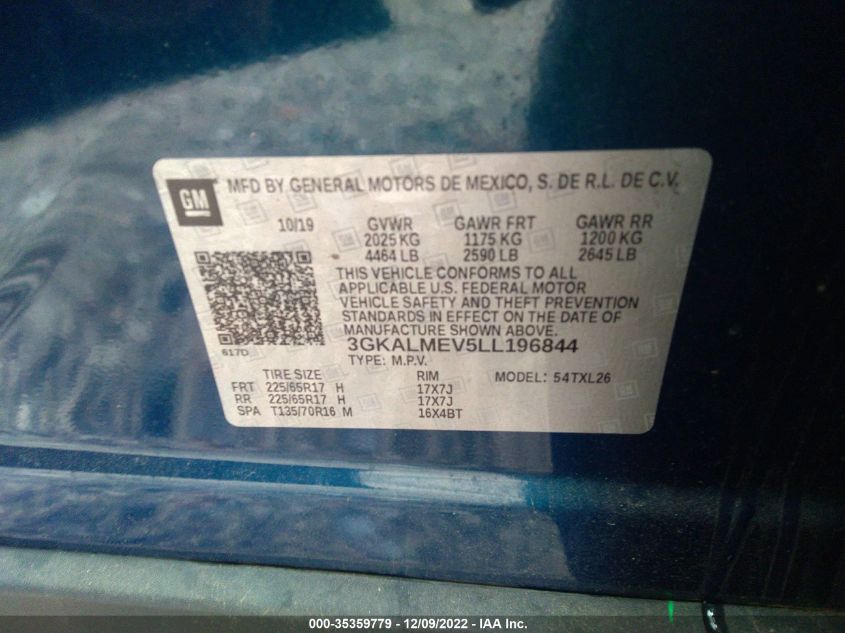 GM
MFD BY GENERAL MOTORS DE MEXICO, S. DE R.L. DE C.V.
10/19 GVWR GAWR FRT GAWR RR
2025 KG 1175 KG 1200 KG
4464 LB 2590 LB 2645 LB
THIS VEHICLE CONFORMS TO ALL
APPLICABLE U.S. FEDERAL MOTOR
VEHICLE SAFETY AND THEFT PREVENTION
STANDARDS IN EFFECT ON THE DATE OF
MANUFACTURE SHOWN ABOVE.
617D
3GKALMEV5LL196844
TYPE: M.P.V.
TIRE SIZE RIM MODEL: 54TXL26
FRT 225/65R17 H 17X7J
RR 225/65R17 H 17X7J
SPA T135/70R16 M 16X4BT
000-35359779 - 12/09/2022 - IAA Inc.